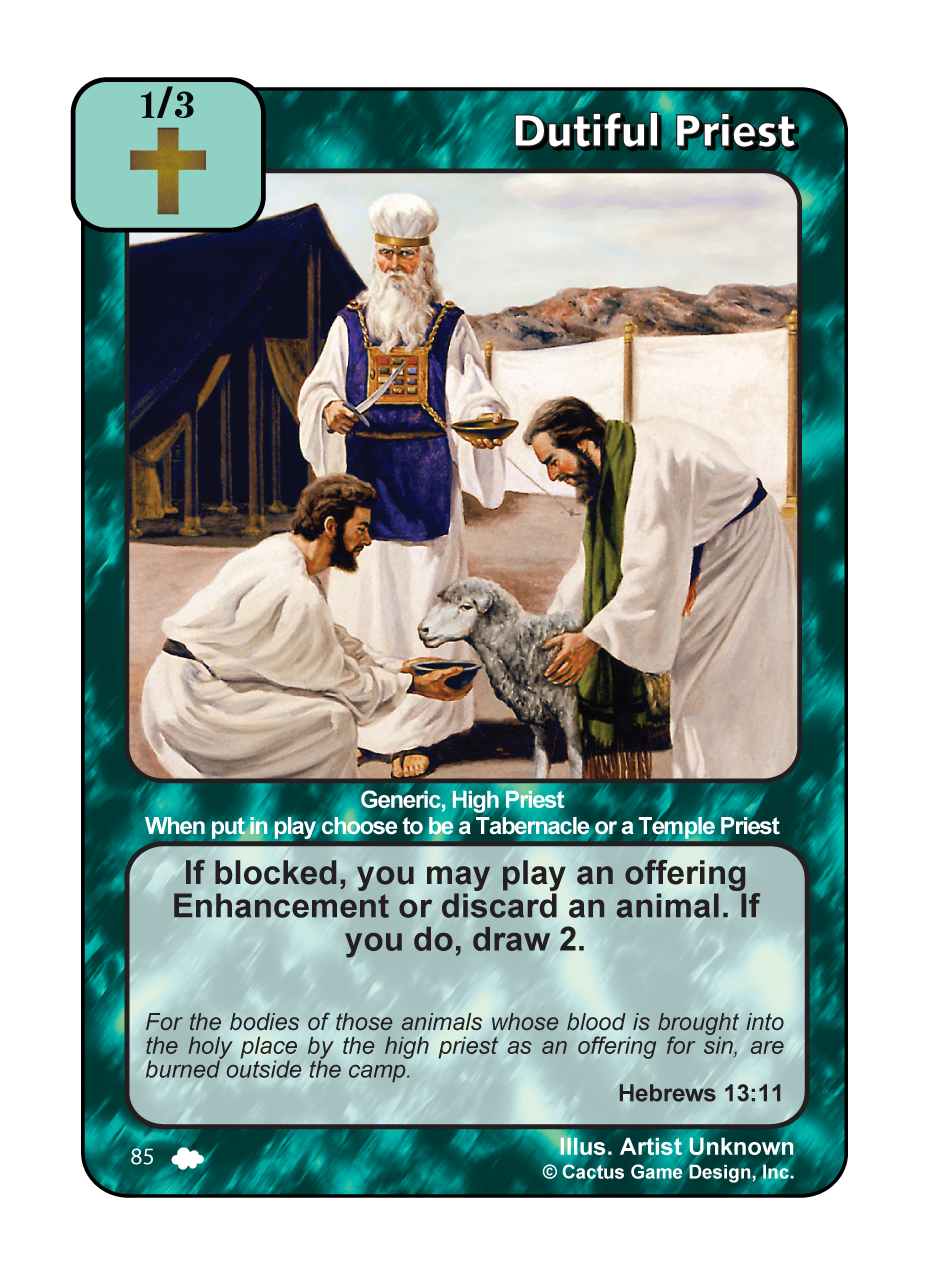 1/3
Dutiful Priest
Generic, High Priest
When put in play choose to be a Tabernacle or a Temple Priest
If blocked, you may play an offering
Enhancement or discard an animal. If
you do, draw 2.
For the bodies of those animals whose blood is brought into
the holy place by the high priest as an offering for sin, are
burned outside the camp.
Hebrews 13:11
85
Illus. Artist Unknown
© Cactus Game Design, Inc.